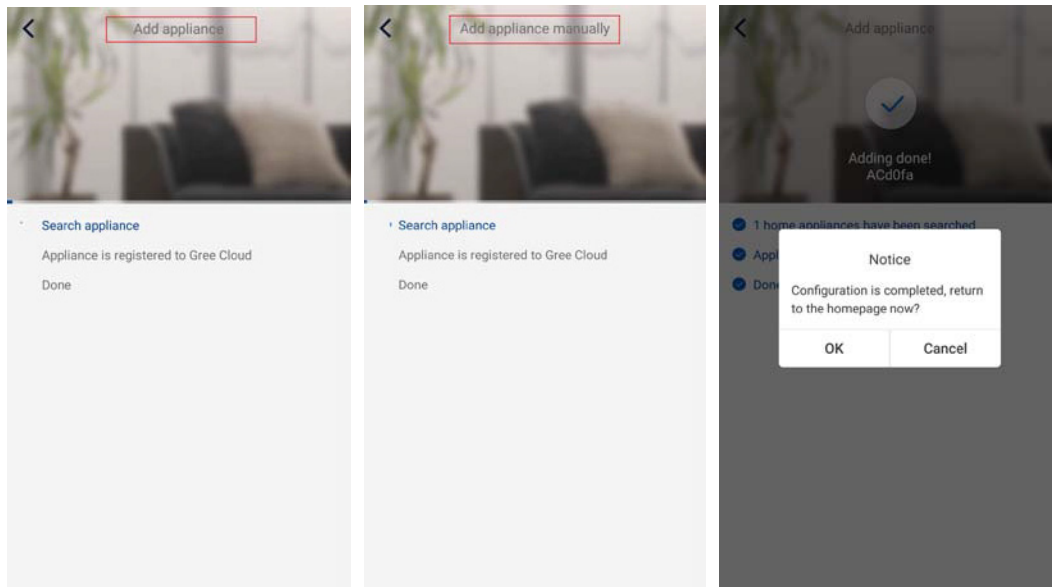 Add appliance
Search appliance
Appliance is registered to Gree Cloud
Done
Add appliance manually
Search appliance
Appliance is registered to Gree Cloud
Done
Add appliance
Adding done!
ACd0fa
1 home appliances have been searched
Appl
Done
Notice
Configuration is completed, return
to the homepage now?
OK
Cancel